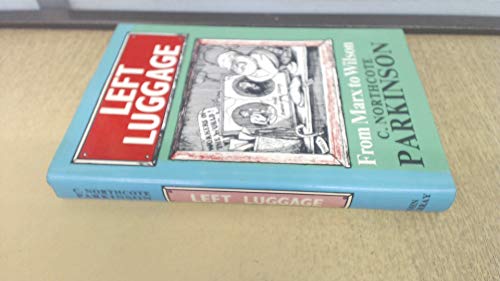 LEFT
LUGGAGE
From Marx to Wilson
C. NORTHCOTE
PARKINSON
C. NORTHCOTE
PARKINSON
LEFT LUGGAGE